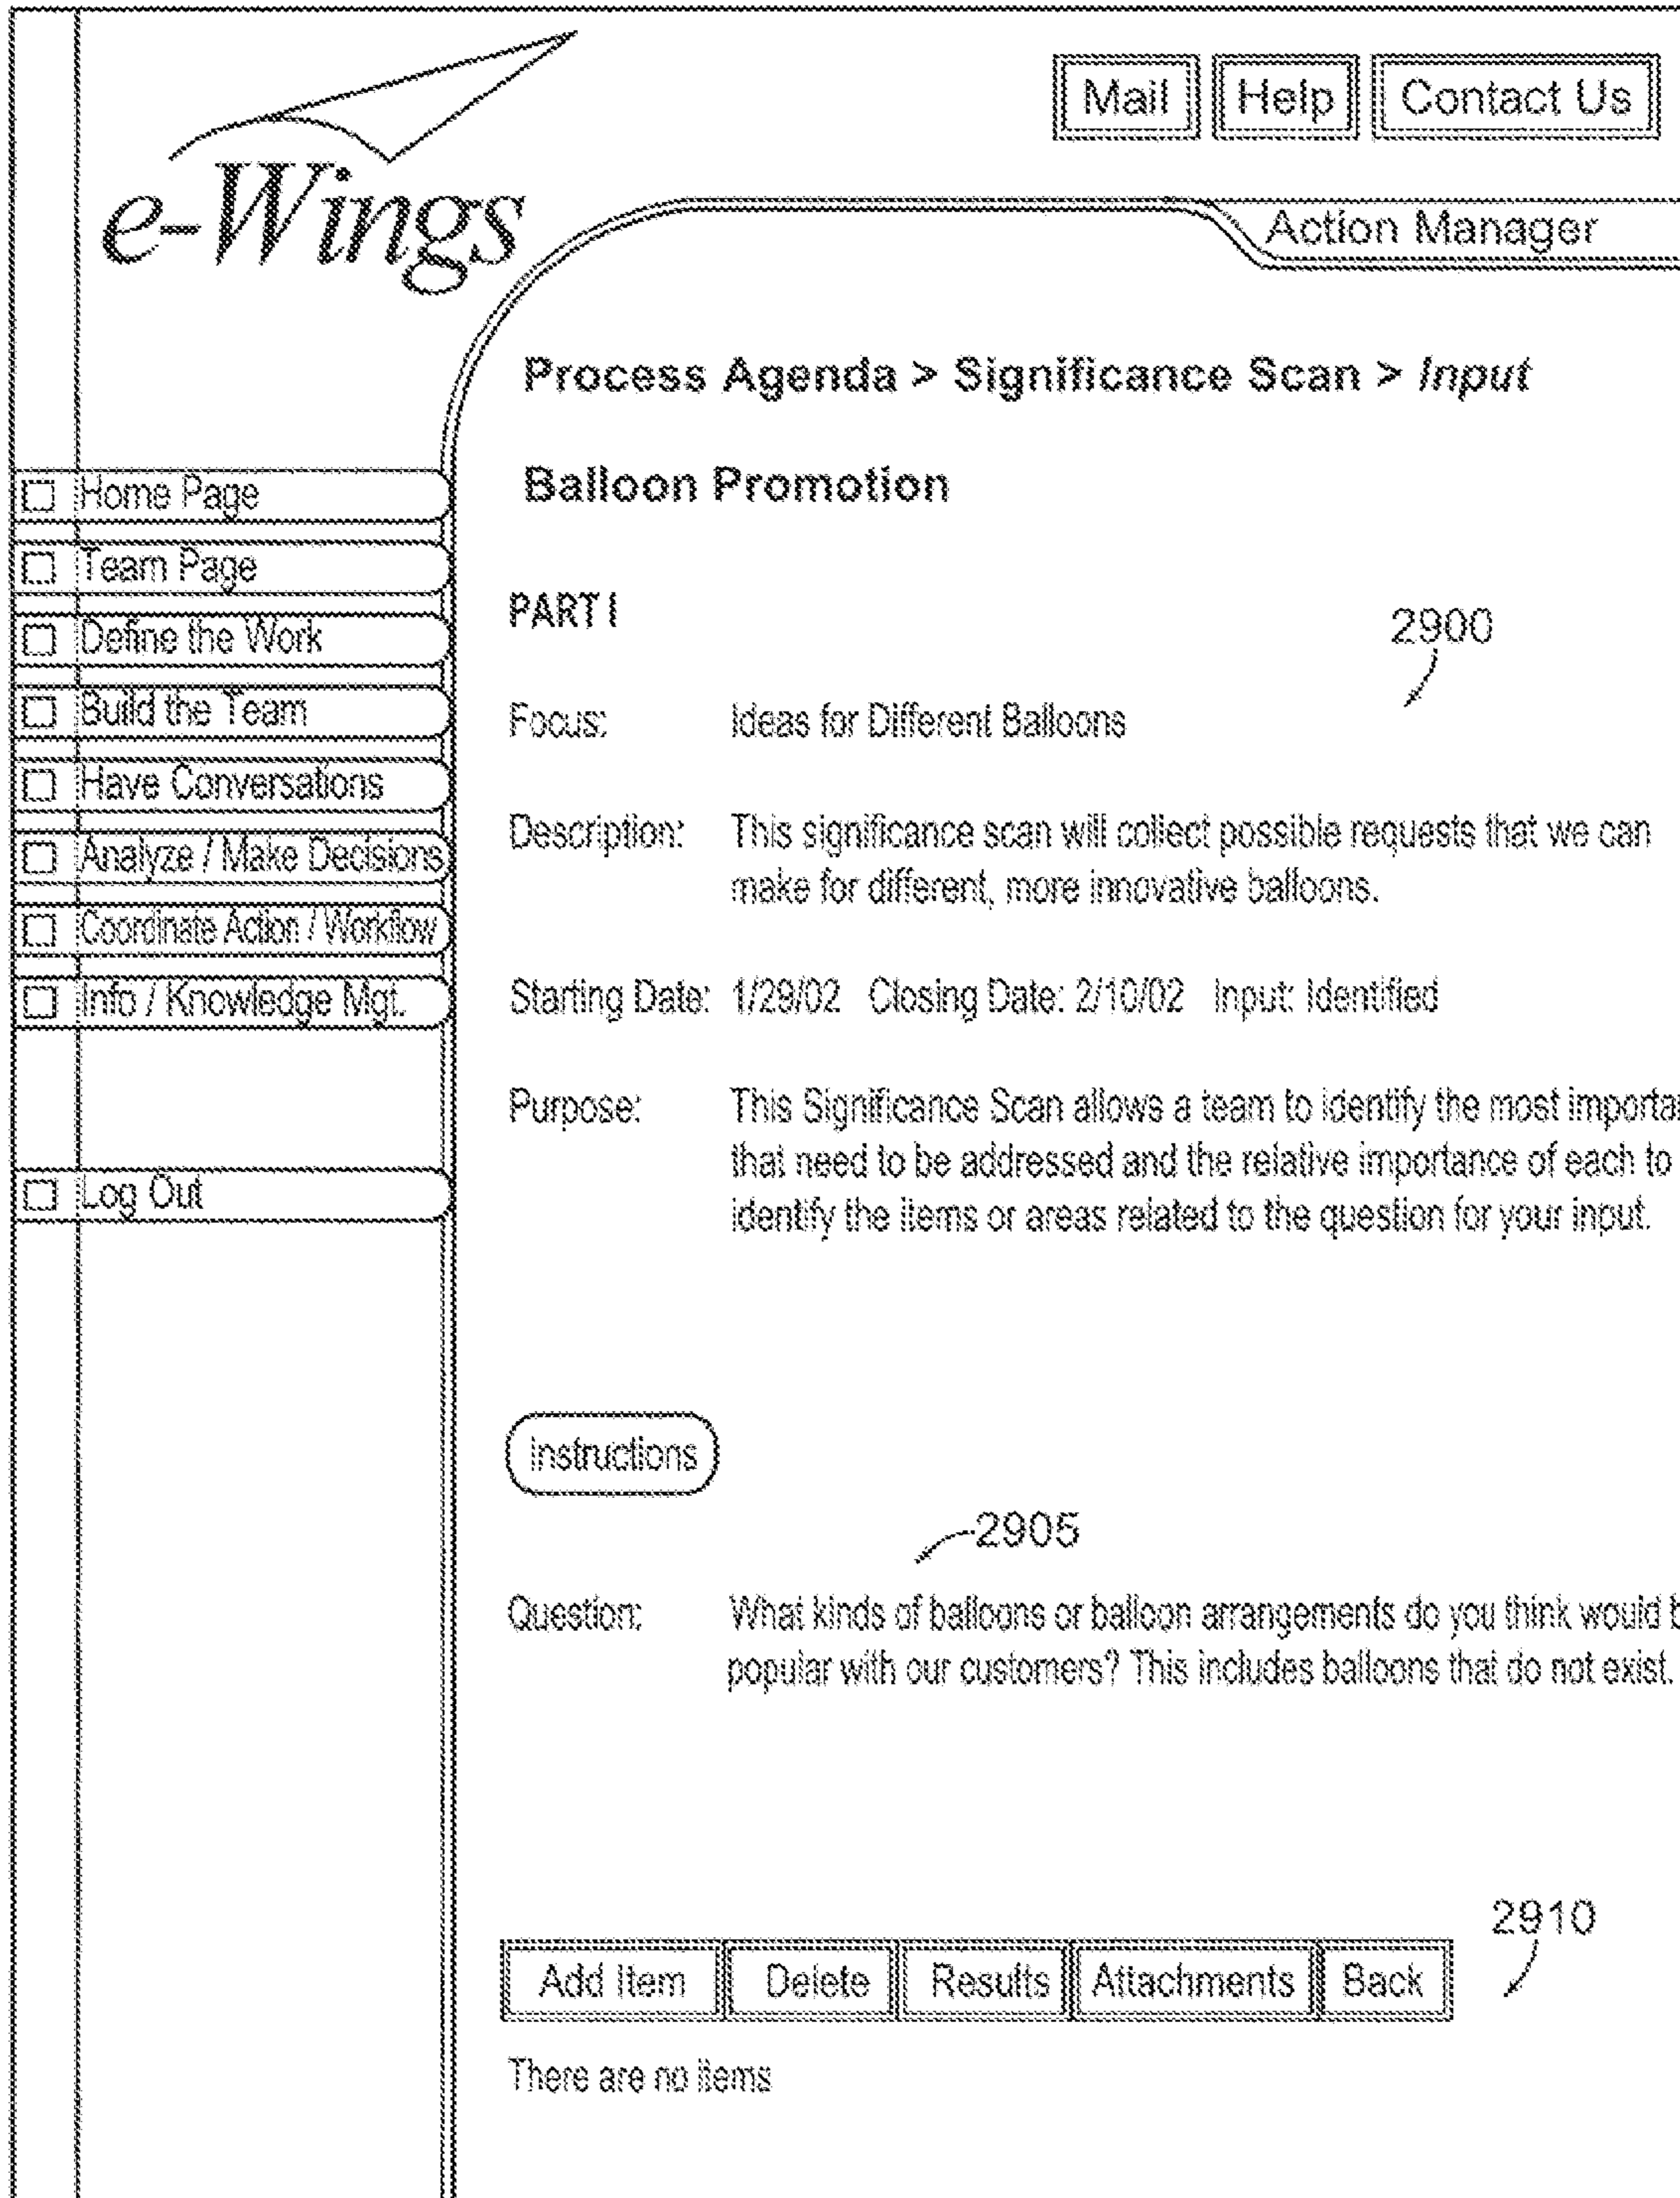 Mail Help Contact Us
e-Wings
Action Manager
Process Agenda > Significance Scan > Input
Balloon Promotion
Home Page
Team Page
Define the Work
Build the Team
Have Conversations
Analyze / Make Decisions
Coordinate Action / Workflow
Info / Knowledge Mgt.
Log Out
PART I
2900
Focus: Ideas for Different Balloons
Description: This significance scan will collect possible requests that we can
make for different, more innovative balloons.
Starting Date: 1/29/02 Closing Date: 2/10/02 Input: Identified
Purpose: This Significance Scan allows a team to identify the most
that need to be addressed and the relative importance of each to
identify the items or areas related to the question for your input.
Instructions
2905
Question: What kinds of balloons or balloon arrangements do you think would
popular with our customers? This includes balloons that do not exist.
2910
Add Item Delete Results Attachments Back
There are no items